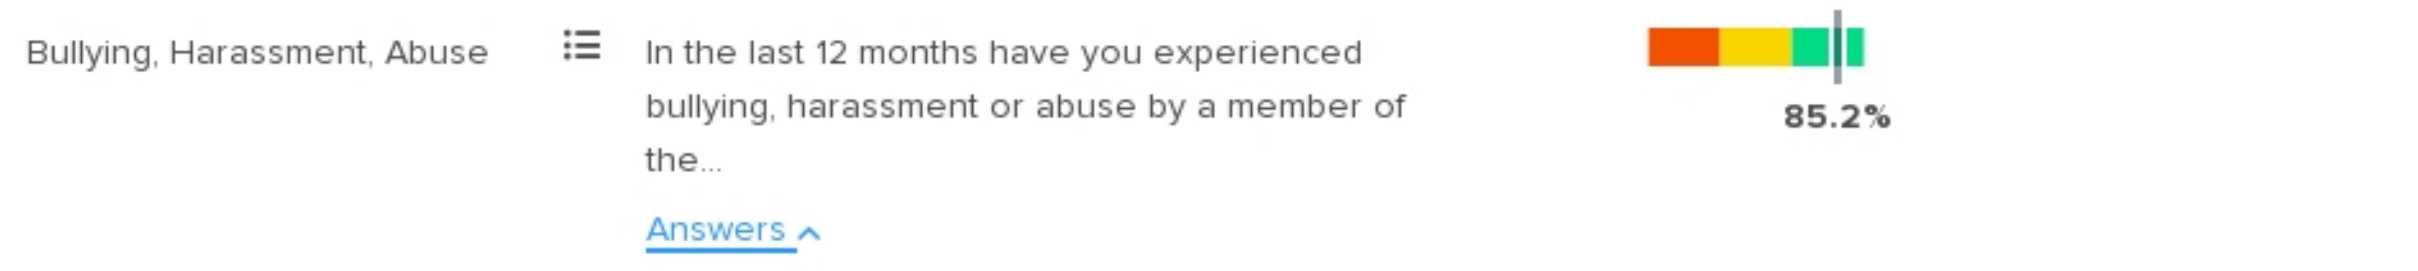 Bullying, Harassment, Abuse
In the last 12 months have you experienced
bullying, harassment or abuse by a member of
the...
85.2%
Answers